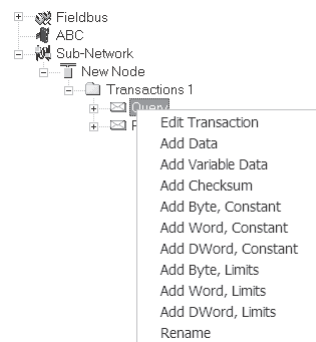 Fieldbus
ABC
Sub-Network
New Node
Transactions 1
Query
Edit Transaction
Add Data
Add Variable Data
Add Checksum
Add Byte, Constant
Add Word, Constant
Add DWord, Constant
Add Byte, Limits
Add Word, Limits
Add DWord, Limits
Rename